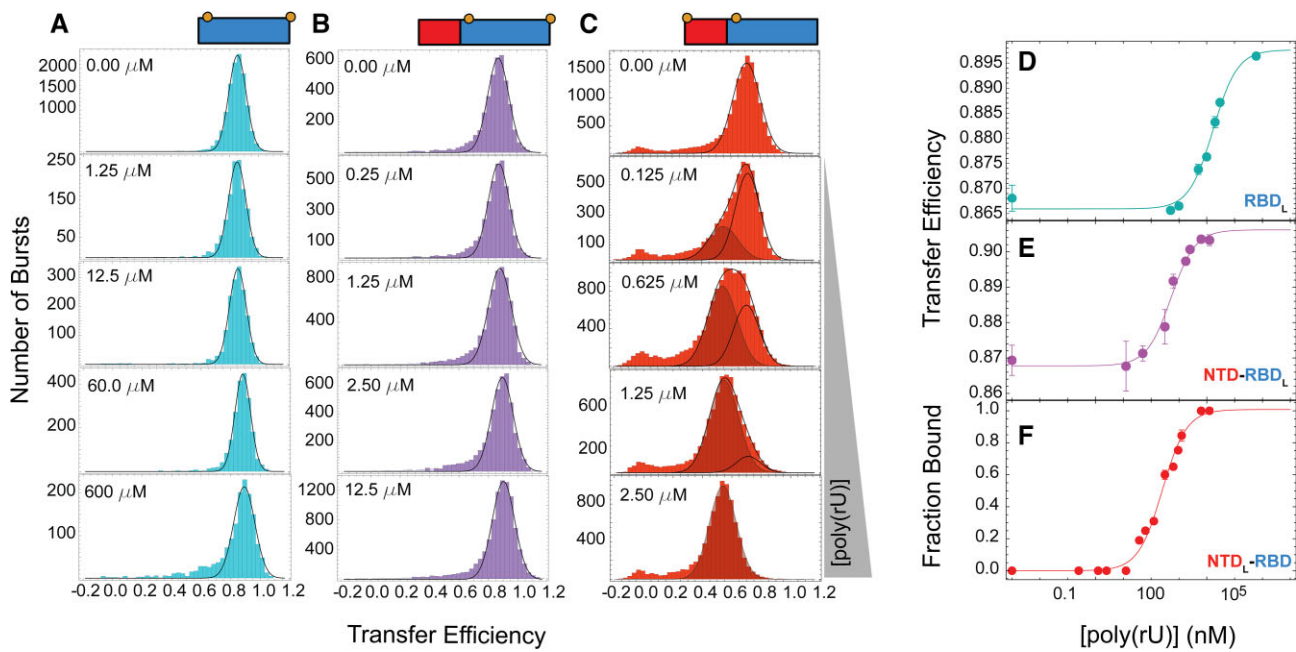 A
B
C
D
E
F
Number of Bursts
Transfer Efficiency
0.00 μM
2000
1500
1000
1.25 μM
250
150
50
12.5 μM
300
200
100
60.0 μM
400
200
600 μM
200
100
-0.2 0.0 0.2 0.4 0.6 0.8 1.0 1.2
0.00 μM
600
400
200
0.25 μM
500
300
100
1.25 μM
800
400
2.50 μM
600
400
200
12.5 μM
1200
800
400
-0.2 0.0 0.2 0.4 0.6 0.8 1.0 1.2
0.00 μM
1500
1000
500
0.125 μM
500
300
100
0.625 μM
800
400
1.25 μM
600
200
2.50 μM
800
400
-0.2 0.0 0.2 0.4 0.6 0.8 1.0 1.2
[poly(rU)]
Transfer Efficiency
0.895
0.890
0.885
0.880
0.875
0.870
0.865
RBDL
0.90
0.89
0.88
0.87
0.86
NTD-RBDL
Fraction Bound
1.0
0.8
0.6
0.4
0.2
0.0
NTDL-RBD
0.1 100 10⁵
[poly(rU)] (nM)